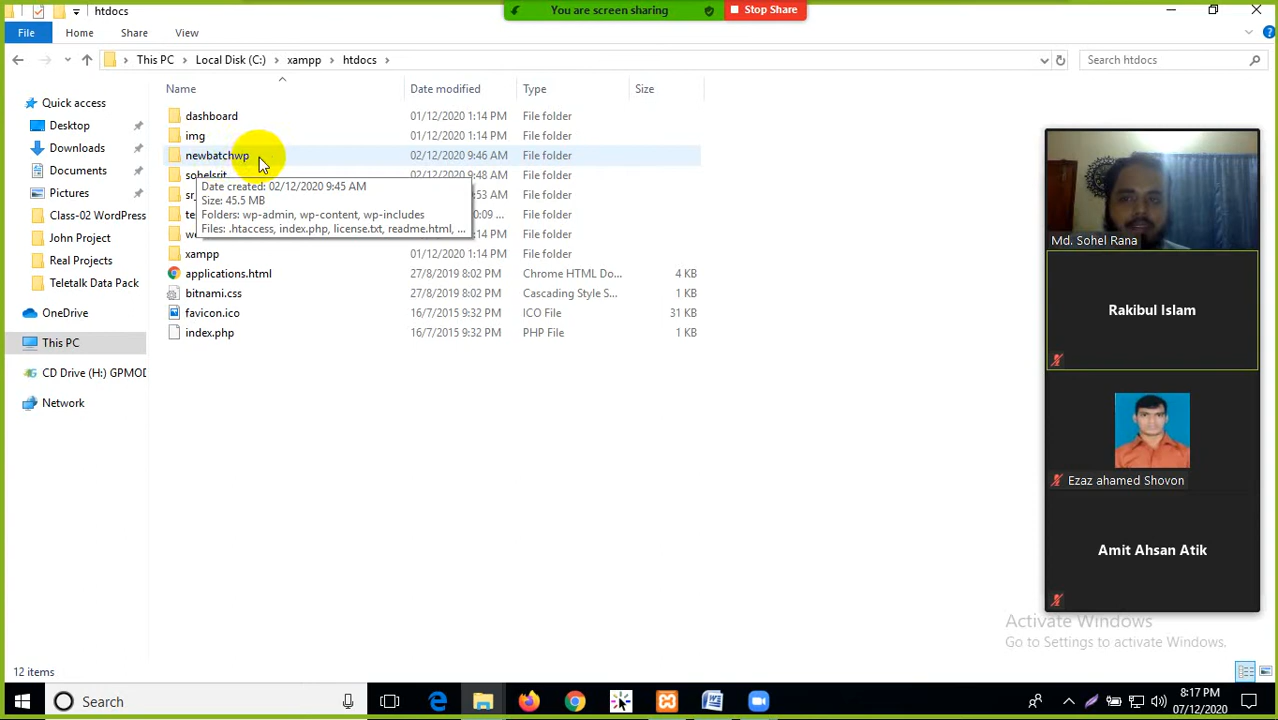 htdocs
You are screen sharing
Stop Share
File
Home
Share
View
This PC
Local Disk (C:)
xampp
htdocs
Search htdocs
Name
Date modified
Type
Size
Quick access
Desktop
Downloads
Documents
Pictures
Class-02 WordPress
John Project
Real Projects
Teletalk Data Pack
OneDrive
This PC
CD Drive (H:) GPMOD
Network
dashboard 01/12/2020 1:14 PM File folder
img 01/12/2020 1:14 PM File folder
newbatchwp 02/12/2020 9:46 AM File folder
sohelsrit 02/12/2020 9:48 AM File folder
sr :53 AM File folder
te 0:09 ... File folder
w File folder
Date created: 02/12/2020 9:45 AM
Size: 45.5 MB
Folders: wp-admin, wp-content, wp-includes
Files: .htaccess, index.php, license.txt, readme.html, ...
xampp 01/12/2020 1:14 PM File folder
applications.html 27/8/2019 8:02 PM Chrome HTML Do... 4 KB
bitnami.css 27/8/2019 8:02 PM Cascading Style S... 1 KB
favicon.ico 16/7/2015 9:32 PM ICO File 31 KB
index.php 16/7/2015 9:32 PM PHP File 1 KB
Md. Sohel Rana
Rakibul Islam
Ezaz ahamed Shovon
Amit Ahsan Atik
Activate Windows
Go to Settings to activate Windows.
12 items
Search
8:17 PM
07/12/2020